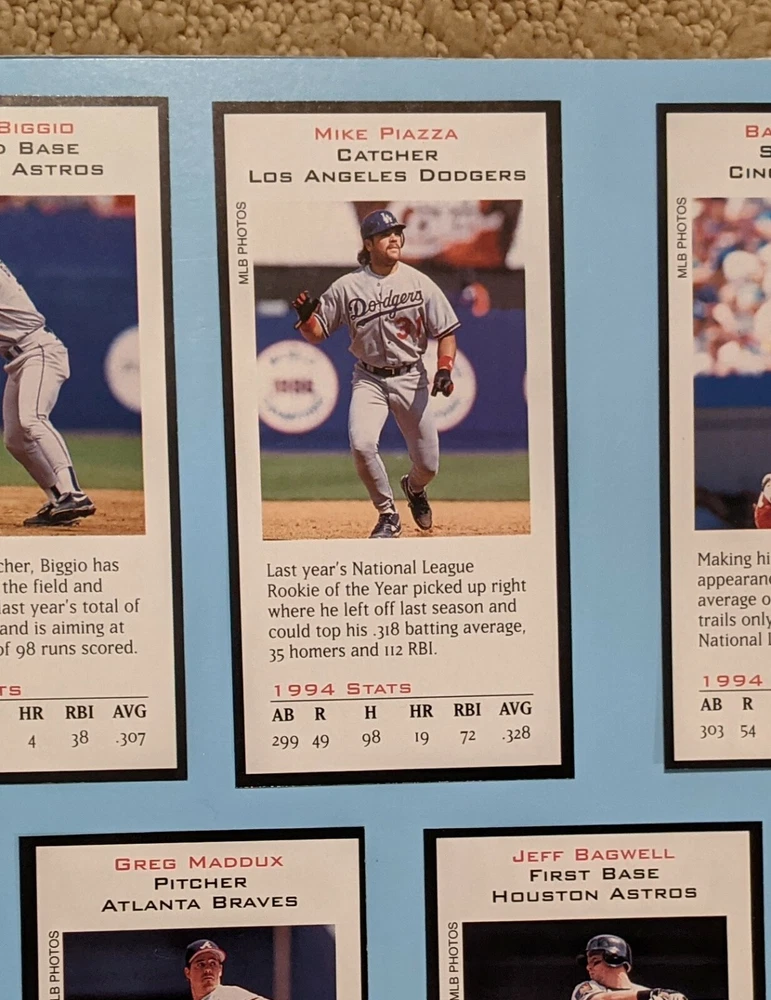 BIGGIO
BASE
ASTROS
cher, Biggio has
the field and
last year's total of
and is aiming at
of 98 runs scored.
HR RBI AVG
4 38 .307
MIKE PIAZZA
CATCHER
LOS ANGELES DODGERS
MLB PHOTOS
Dodgers
31
Last year's National League
Rookie of the Year picked up right
where he left off last season and
could top his .318 batting average,
35 homers and 112 RBI.
1994 STATS
AB R H HR RBI AVG
299 49 98 19 72 .328
BA
S
CINC
MLB PHOTOS
Making hi
appearanc
average o
trails only
National L
1994
AB R
303 54
GREG MADDUX
PITCHER
ATLANTA BRAVES
LB PHOTOS
JEFF BAGWELL
FIRST BASE
HOUSTON ASTROS
MLB PHOTOS